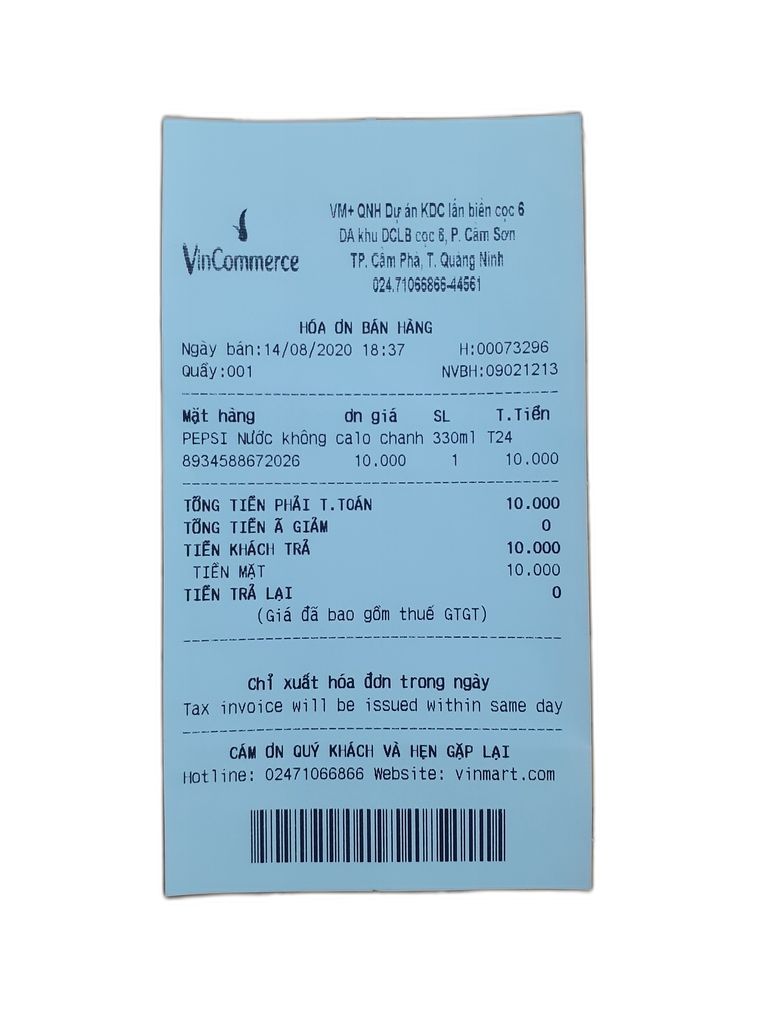 VinCommerce
VM+ QNH Dự án KDC lấn biển cọc 6
DA khu DCLB cọc 6, P. Cẩm Sơn
TP. Cẩm Phả, T. Quảng Ninh
024.71066866-44561
HÓA ƠN BÁN HÀNG
Ngày bán:14/08/2020 18:37 H:00073296
Quầy:001 NVBH:09021213
Mặt hàng ơn giá SL T.Tiền
PEPSI Nước không calo chanh 330ml T24
8934588672026 10.000 1 10.000
TỔNG TIỀN PHẢI T.TOÁN 10.000
TỔNG TIỀN Ã GIẢM 0
TIỀN KHÁCH TRẢ 10.000
TIỀN MẶT 10.000
TIỀN TRẢ LẠI 0
(Giá đã bao gồm thuế GTGT)
Chỉ xuất hóa đơn trong ngày
Tax invoice will be issued within same day
CÁM ƠN QUÝ KHÁCH VÀ HẸN GẶP LẠI
Hotline: 02471066866 Website: vinmart.com